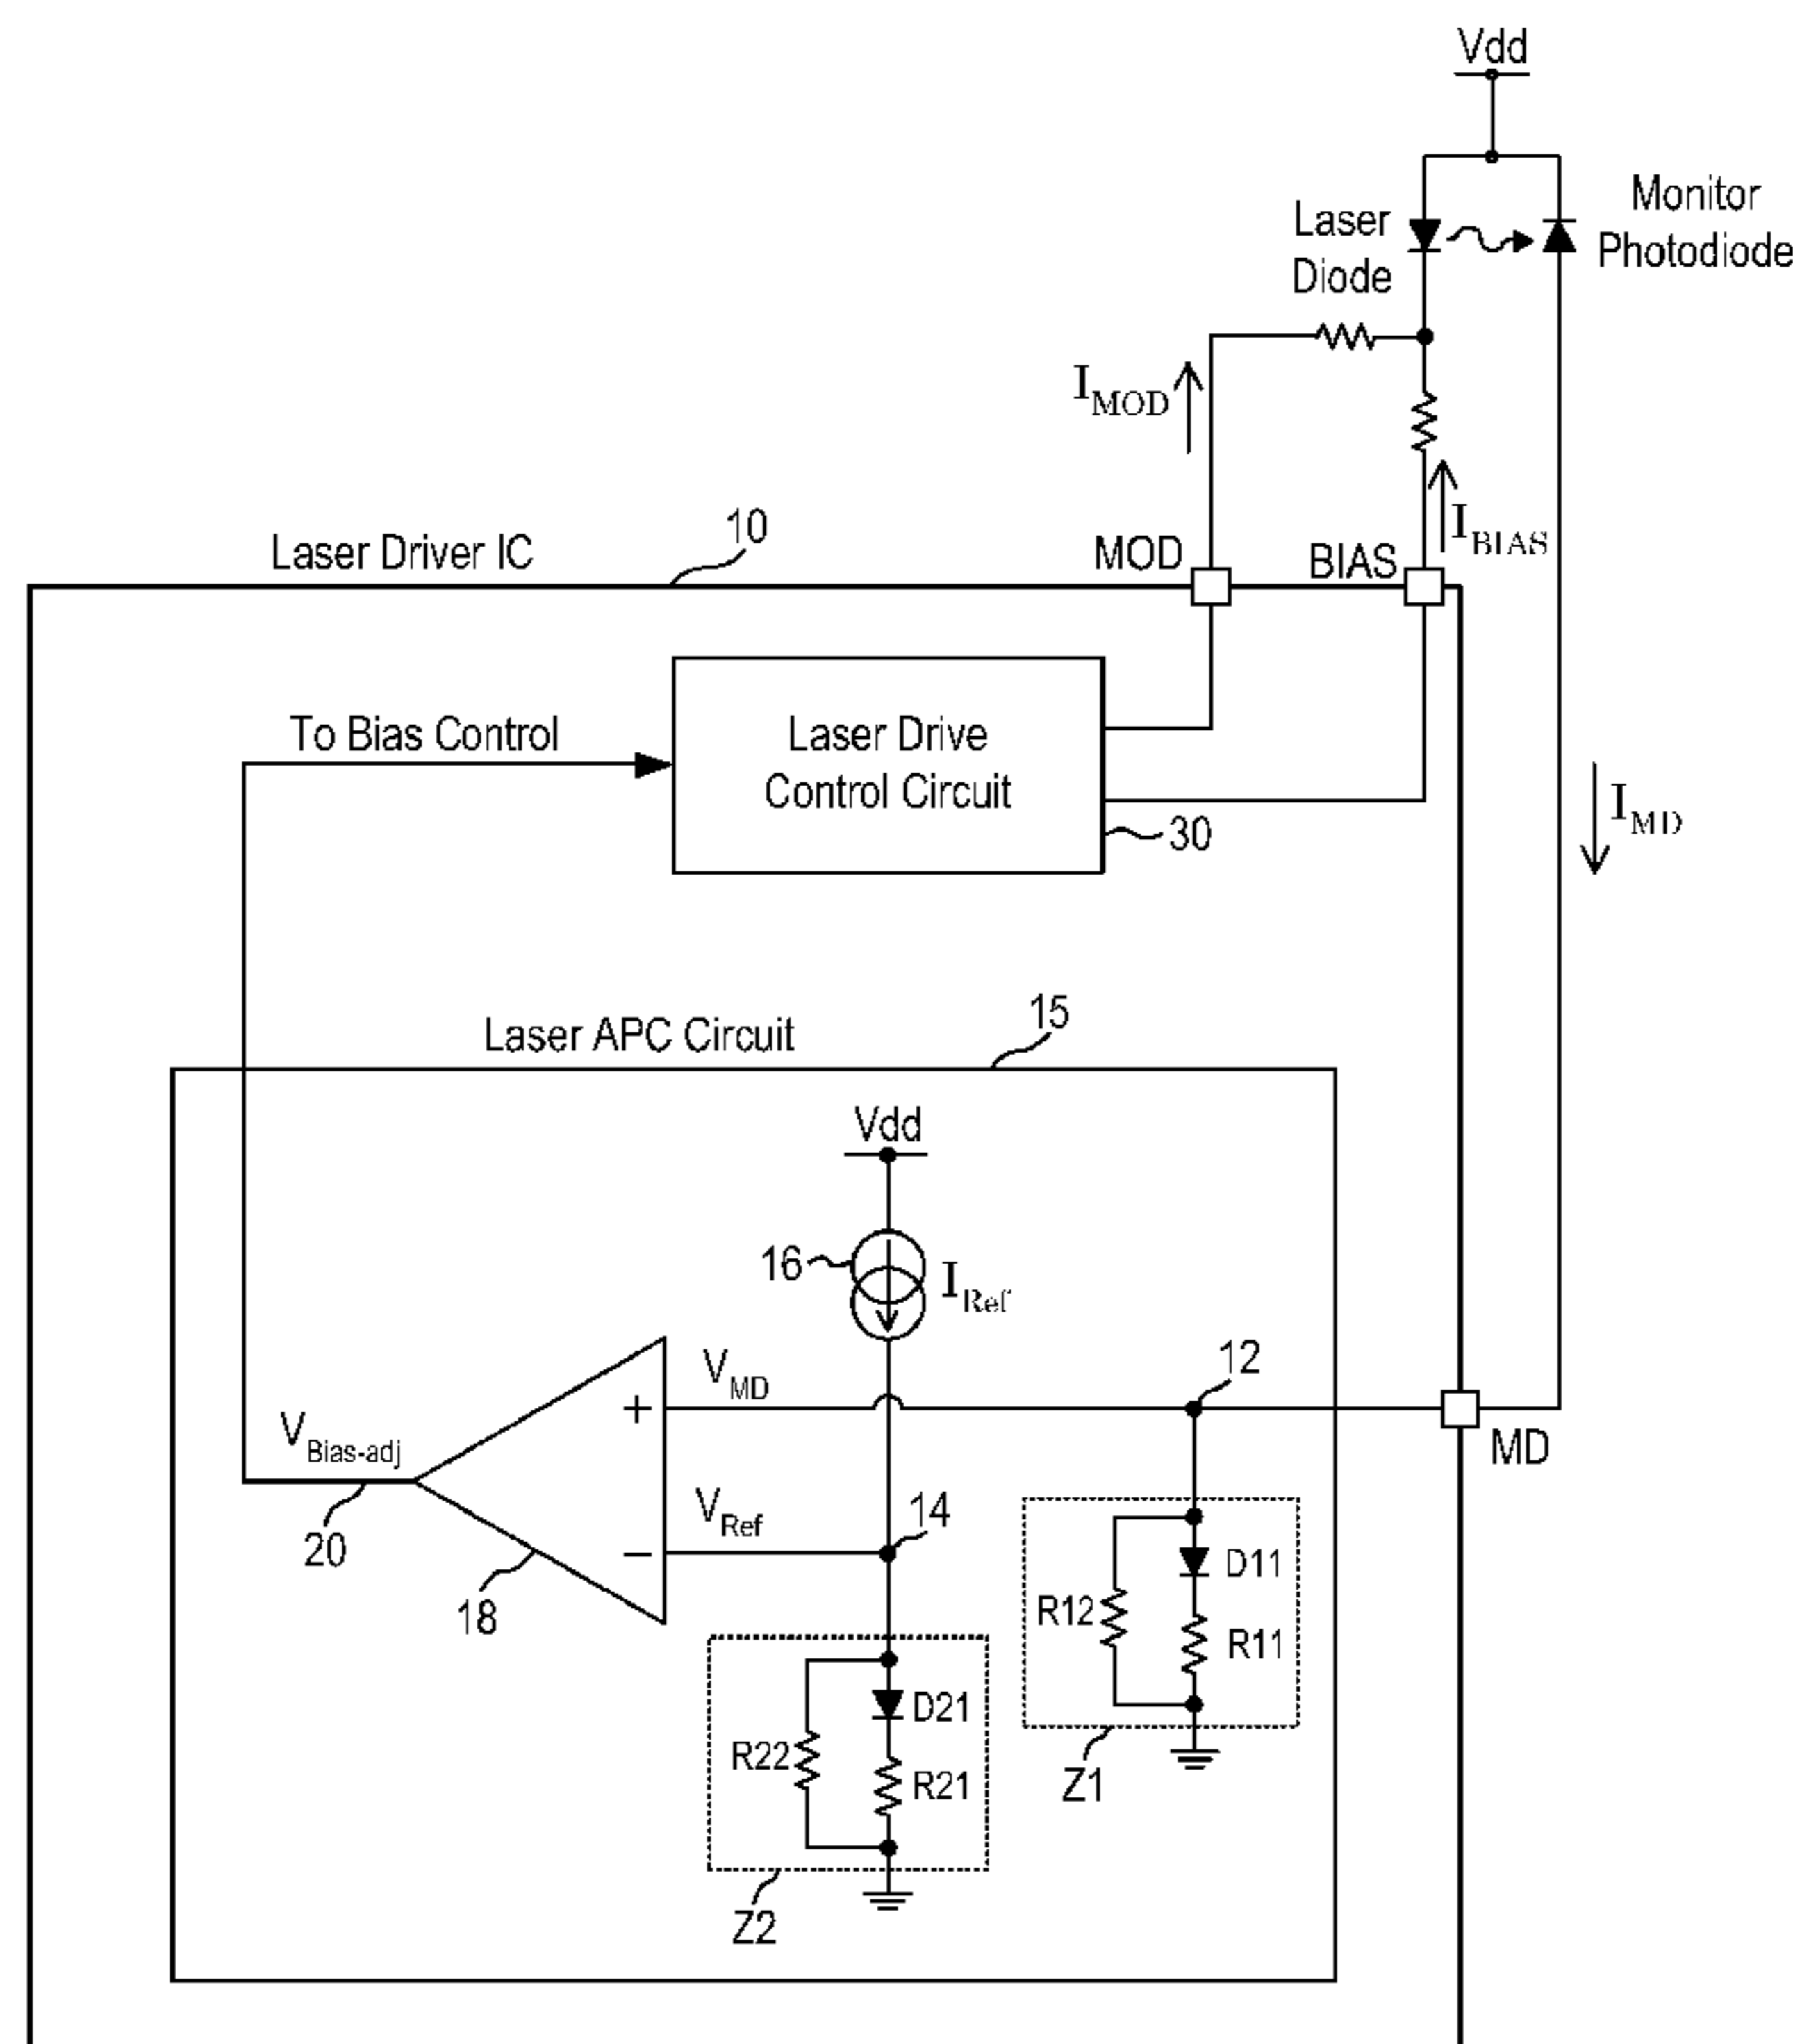 Vdd
Laser
Diode
Monitor
Photodiode
I_MOD
I_BIAS
Laser Driver IC
10
MOD
BIAS
To Bias Control
Laser Drive
Control Circuit
30
I_MD
Laser APC Circuit
15
Vdd
16
I_Ref
V_MD
12
+
V_Bias-adj
MD
V_Ref
14
20
−
18
D11
R12
R11
D21
R22
R21
Z1
Z2